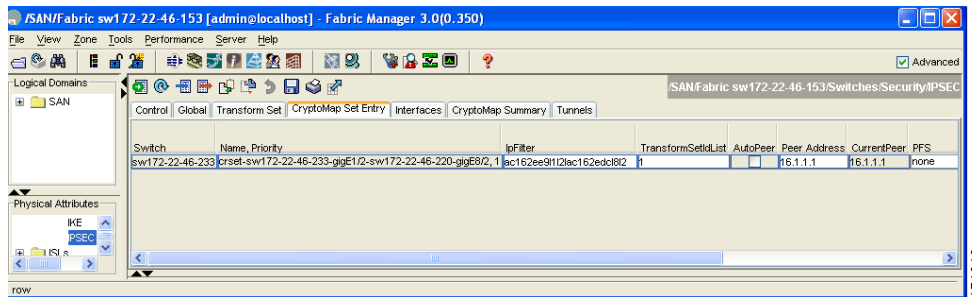 /SAN/Fabric sw172-22-46-153 [admin@localhost] - Fabric Manager 3.0(0.350)
File View Zone Tools Performance Server Help
Advanced
Logical Domains
/SAN/Fabric sw172-22-46-153/Switches/Security/IPSEC
SAN
Control Global Transform Set CryptoMap Set Entry Interfaces CryptoMap Summary Tunnels
Switch Name, Priority IpFilter TransformSetIdList AutoPeer Peer Address CurrentPeer PFS
sw172-22-46-233 crset-sw172-22-46-233-gigE1/2-sw172-22-46-220-gigE8/2, 1 1 16.1.1.1 16.1.1.1 none
Physical Attributes
IKE
IPSEC
ISLs
row